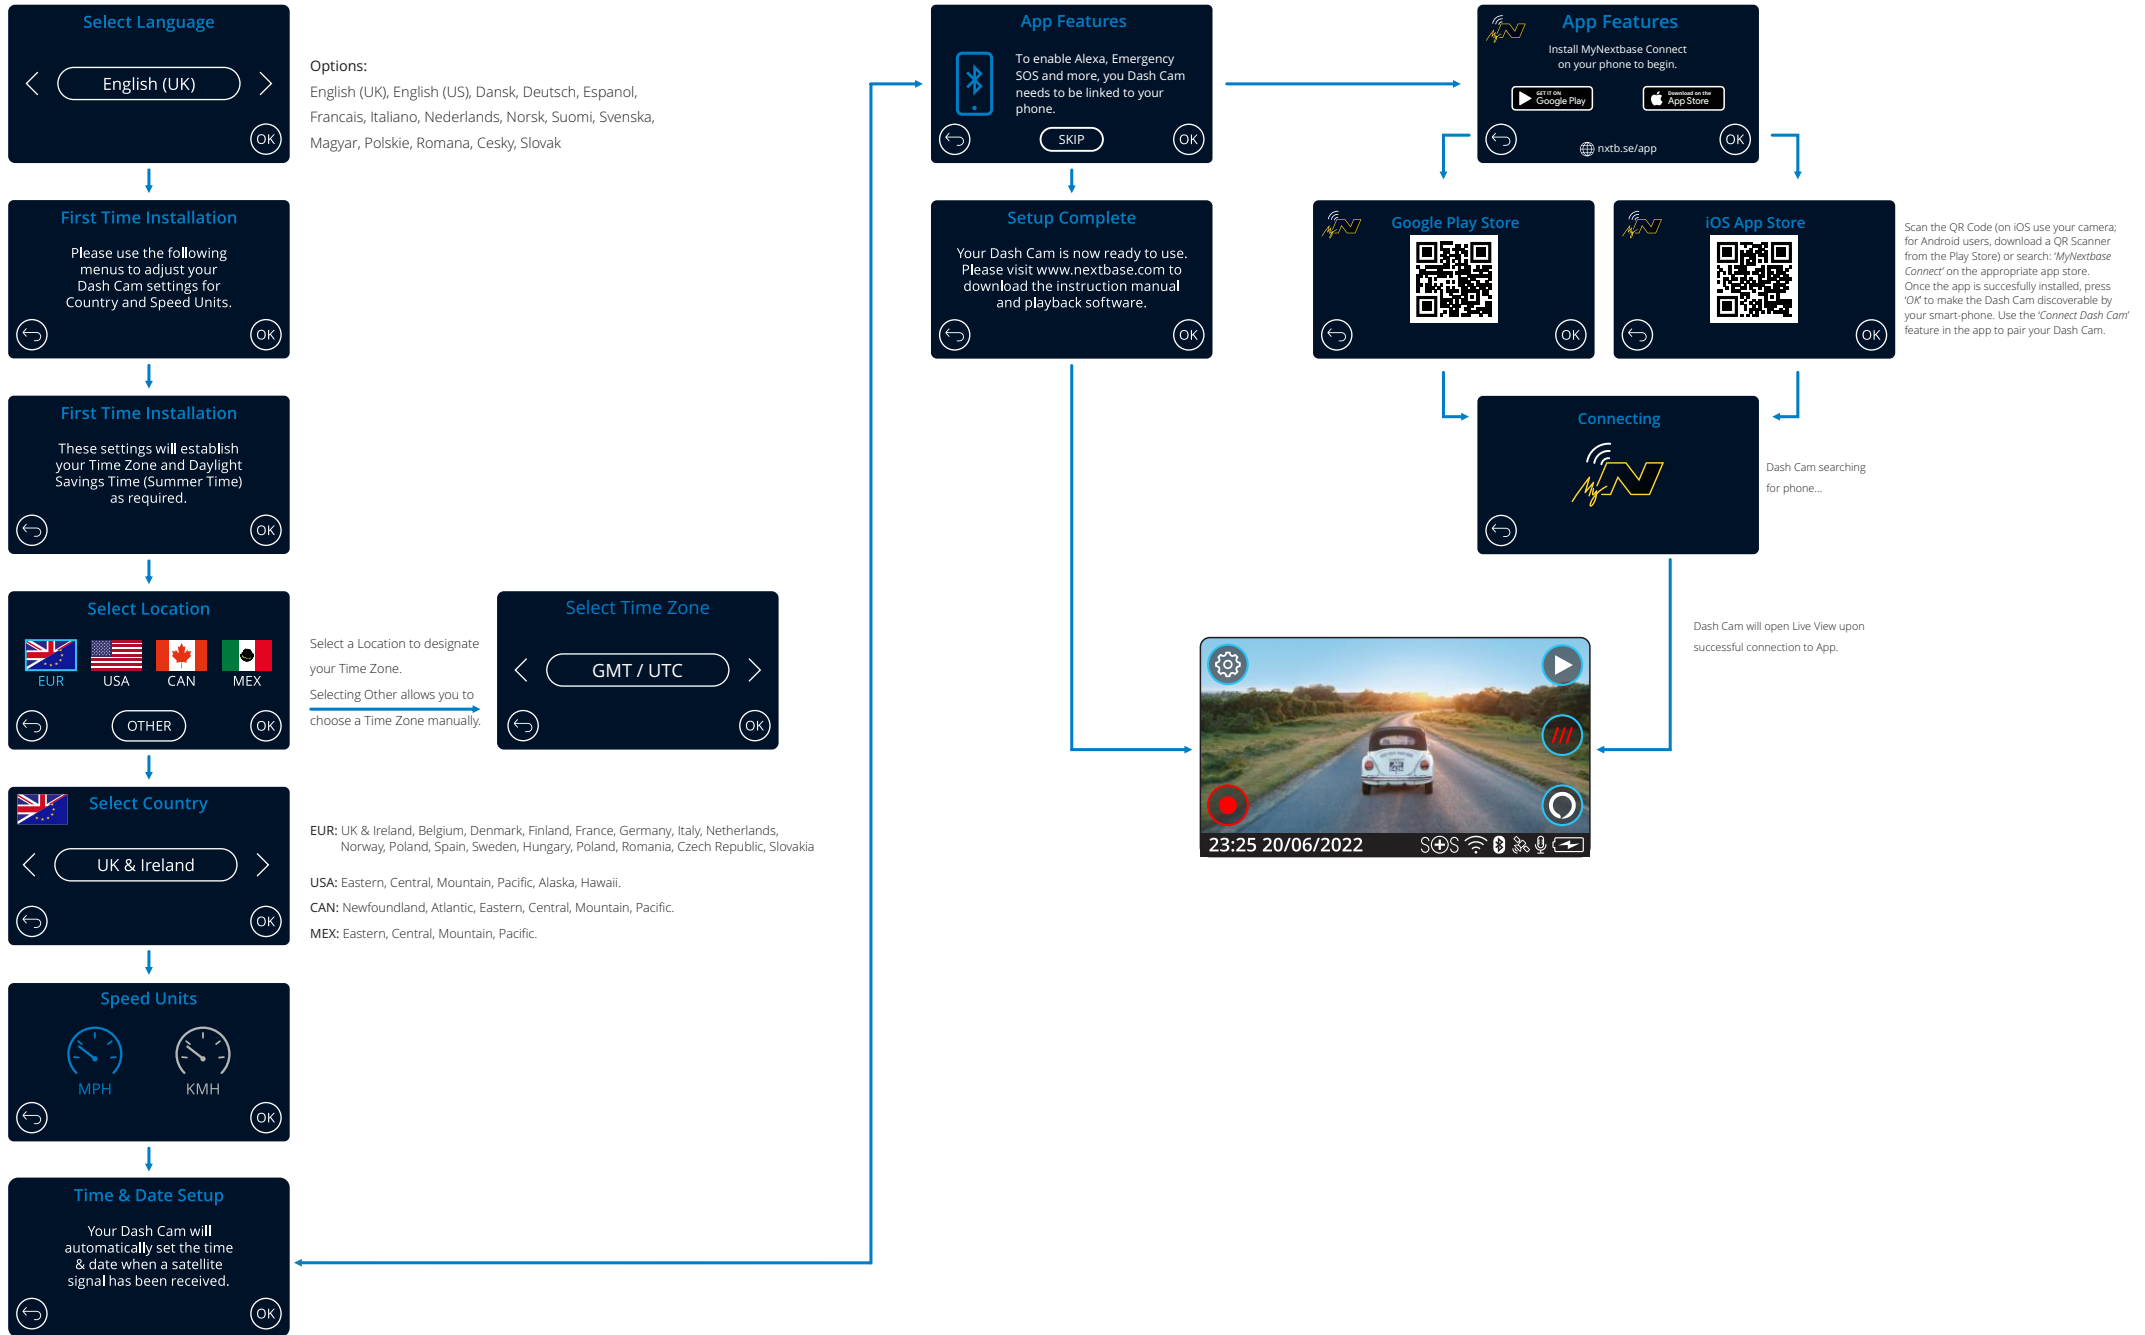 Select Language
English (UK)
OK
Options:
English (UK), English (US), Dansk, Deutsch, Espanol,
Francais, Italiano, Nederlands, Norsk, Suomi, Svenska,
Magyar, Polskie, Romana, Cesky, Slovak
First Time Installation
Please use the following
menus to adjust your
Dash Cam settings for
Country and Speed Units.
OK
First Time Installation
These settings will establish
your Time Zone and Daylight
Savings Time (Summer Time)
as required.
OK
Select Location
EUR USA CAN MEX
OTHER
OK
Select a Location to designate
your Time Zone.
Selecting Other allows you to
choose a Time Zone manually.
Select Time Zone
GMT / UTC
OK
Select Country
UK & Ireland
OK
EUR: UK & Ireland, Belgium, Denmark, Finland, France, Germany, Italy, Netherlands,
Norway, Poland, Spain, Sweden, Hungary, Poland, Romania, Czech Republic, Slovakia
USA: Eastern, Central, Mountain, Pacific, Alaska, Hawaii.
CAN: Newfoundland, Atlantic, Eastern, Central, Mountain, Pacific.
MEX: Eastern, Central, Mountain, Pacific.
Speed Units
MPH KMH
OK
Time & Date Setup
Your Dash Cam will
automatically set the time
& date when a satellite
signal has been received.
OK
App Features
To enable Alexa, Emergency
SOS and more, you Dash Cam
needs to be linked to your
phone.
SKIP
OK
Setup Complete
Your Dash Cam is now ready to use.
Please visit www.nextbase.com to
download the instruction manual
and playback software.
OK
My N
App Features
Install MyNextbase Connect
on your phone to begin.
GET IT ON
Google Play
Download on the
App Store
nxtb.se/app
OK
My N
Google Play Store
OK
My N
iOS App Store
OK
Scan the QR Code (on iOS use your camera;
for Android users, download a QR Scanner
from the Play Store) or search: 'MyNextbase
Connect' on the appropriate app store.
Once the app is succesfully installed, press
'OK' to make the Dash Cam discoverable by
your smart-phone. Use the 'Connect Dash Cam'
feature in the app to pair your Dash Cam.
Connecting
My N
Dash Cam searching
for phone...
Dash Cam will open Live View upon
successful connection to App.
23:25 20/06/2022 SOS